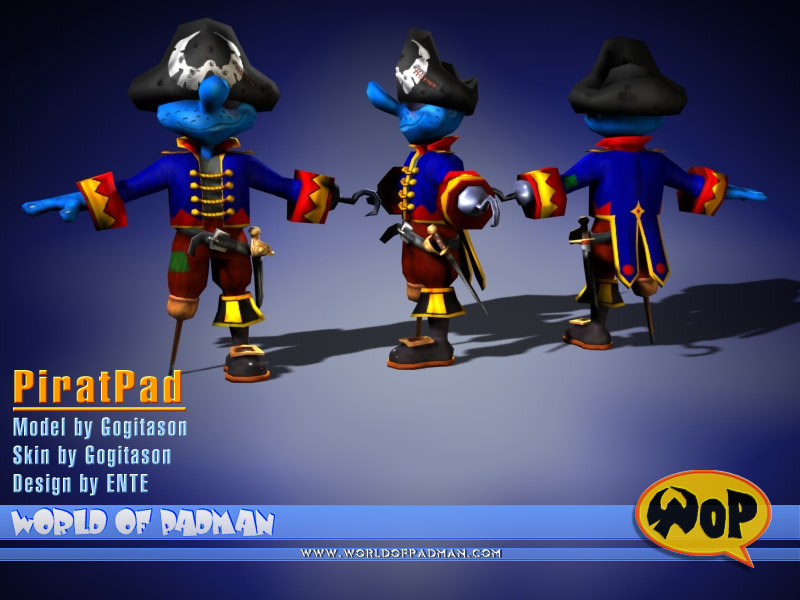 PiratPad
Model by Gogitason
Skin by Gogitason
Design by ENTE
WORLD OF PADMAN
WoP
WWW.WORLDOFPADMAN.COM